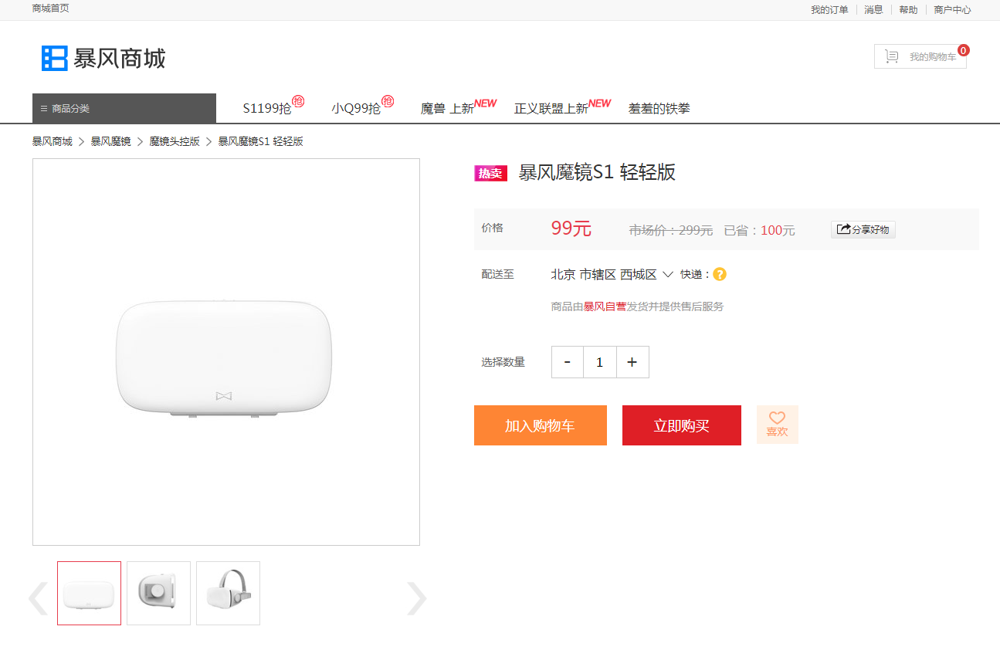 商城首页
我的订单 消息 帮助 商户中心
暴风商城
我的购物车 0
商品分类 S1199抢 抢 小Q99抢 抢 魔兽 上新 NEW 正义联盟上新 NEW 羞羞的铁拳
暴风商城 > 暴风魔镜 > 魔镜头控版 > 暴风魔镜S1 轻轻版
热卖 暴风魔镜S1 轻轻版
价格 99元 市场价：299元 已省：100元 分享好物
配送至 北京 市辖区 西城区 快递： ?
商品由暴风自营发货并提供售后服务
选择数量 - 1 +
加入购物车 立即购买 喜欢